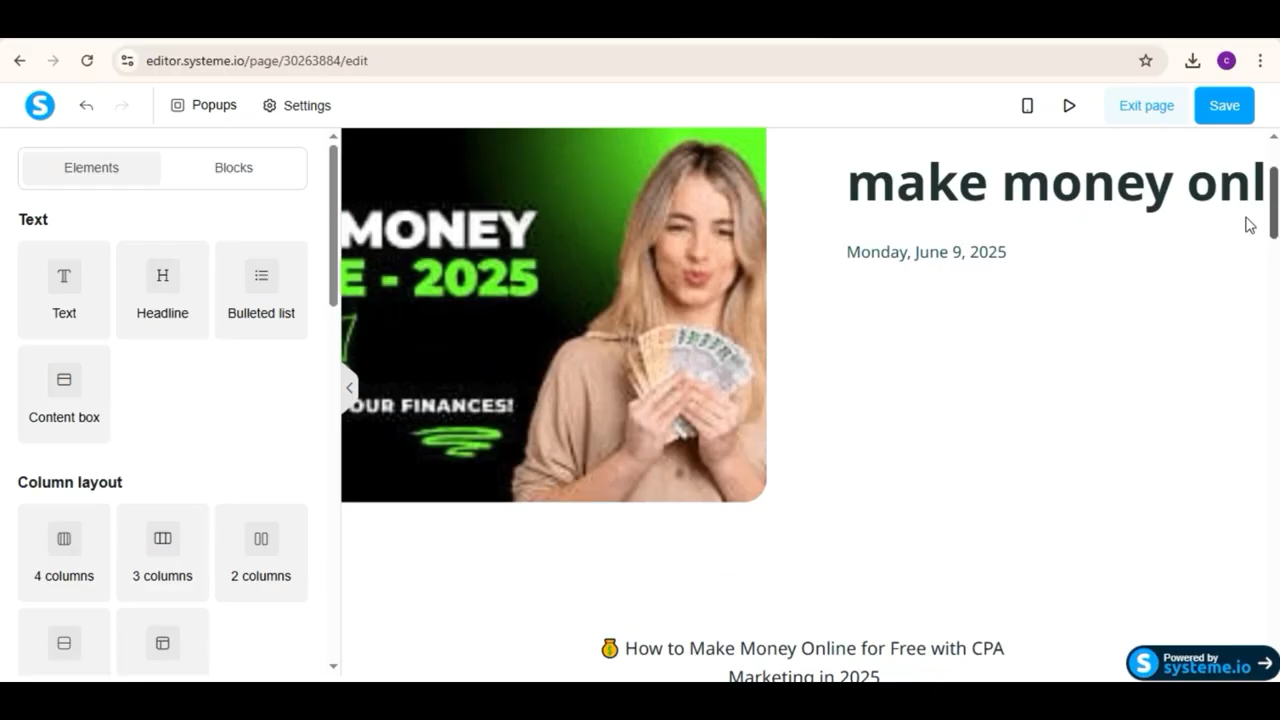 editor.systeme.io/page/30263884/edit
C
S
Popups
Settings
Exit page
Save
Elements
Blocks
Text
T
Text
H
Headline
Bulleted list
Content box
Column layout
4 columns
3 columns
2 columns
MONEY
E - 2025
OUR FINANCES!
make money onl
Monday, June 9, 2025
💰 How to Make Money Online for Free with CPA
Marketing in 2025
S
Powered by
systeme.io